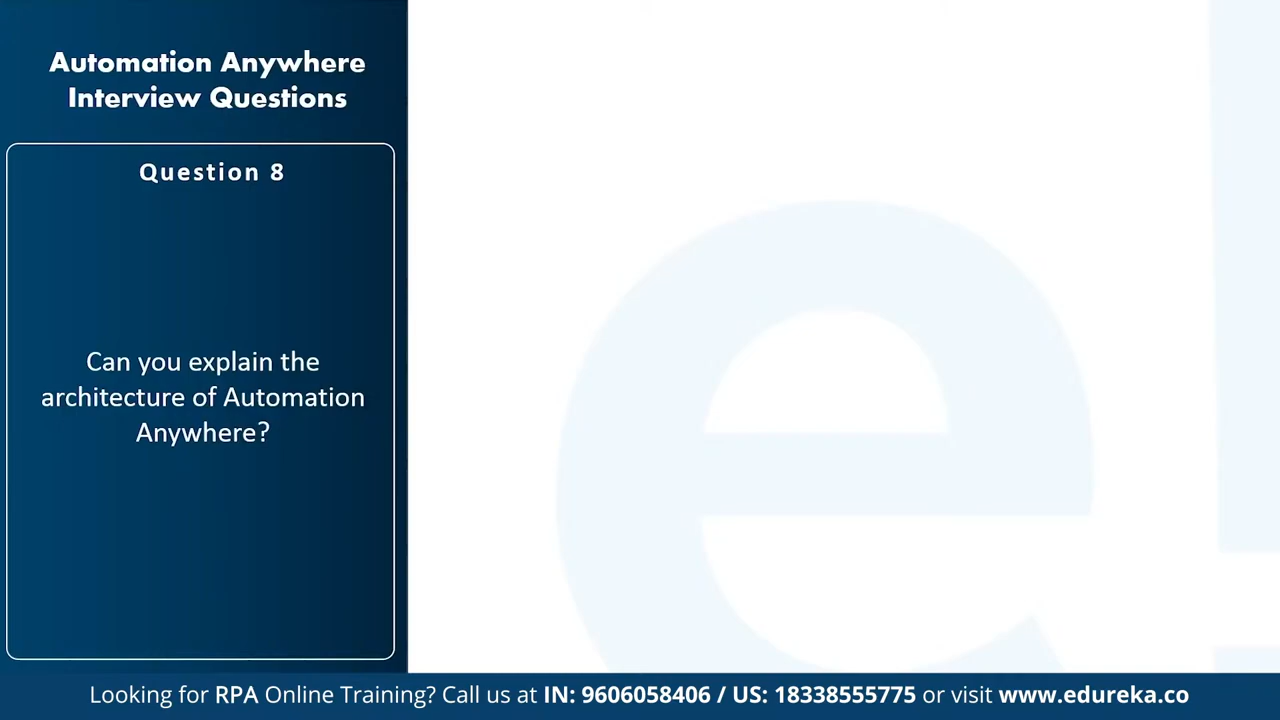 Automation Anywhere
Interview Questions
Question 8
Can you explain the
architecture of Automation
Anywhere?
Looking for RPA Online Training? Call us at IN: 9606058406 / US: 18338555775 or visit www.edureka.co